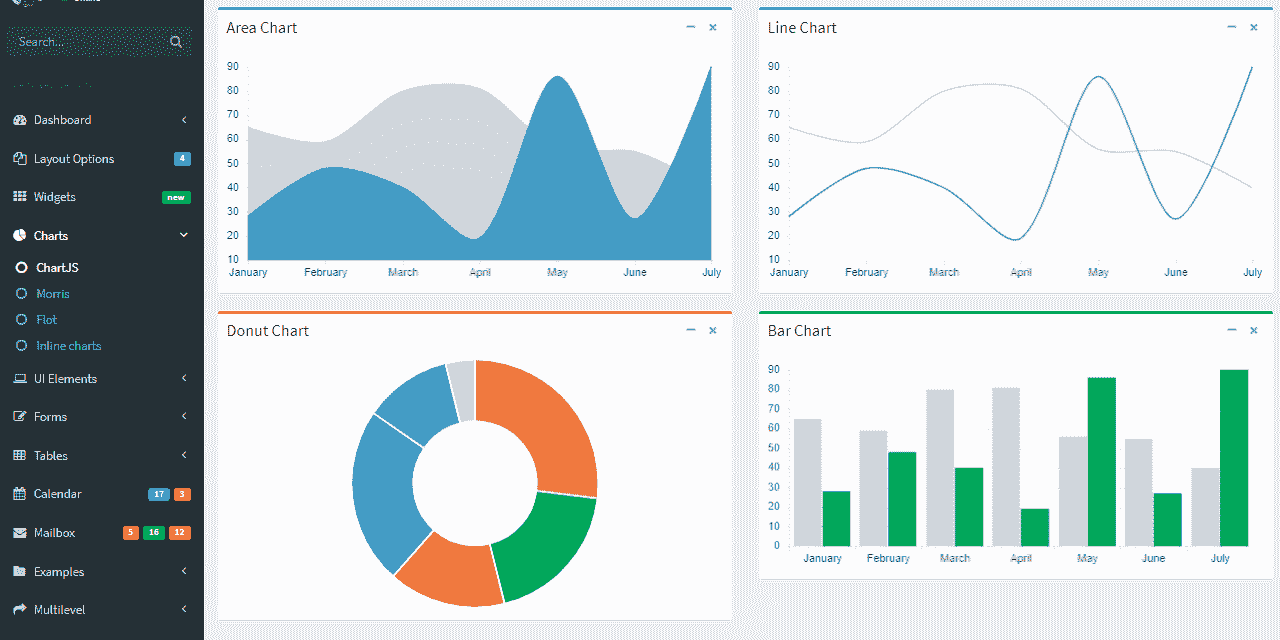 Search...
Dashboard
Layout Options 4
Widgets new
Charts
ChartJS
Morris
Flot
Inline charts
UI Elements
Forms
Tables
Calendar 17 3
Mailbox 5 16 12
Examples
Multilevel
Area Chart
90
80
70
60
50
40
30
20
10
January February March April May June July
Line Chart
90
80
70
60
50
40
30
20
10
January February March April May June July
Donut Chart
Bar Chart
90
80
70
60
50
40
30
20
10
0
January February March April May June July